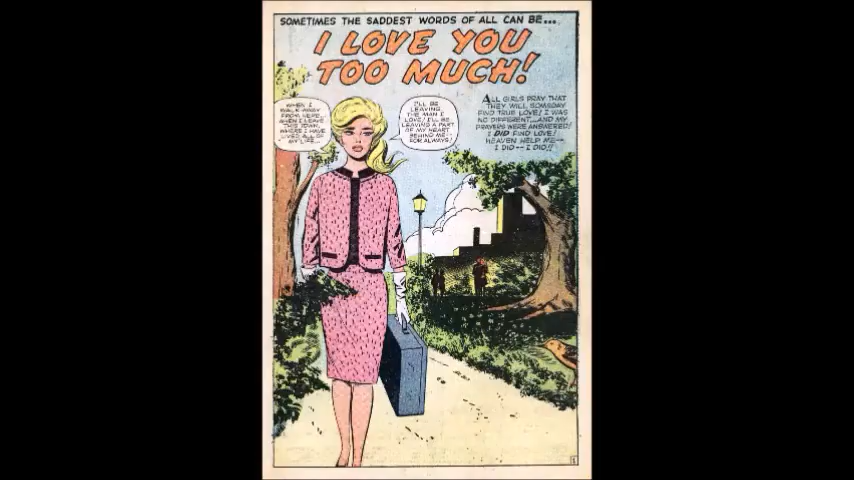 SOMETIMES THE SADDEST WORDS OF ALL CAN BE...
I LOVE YOU
TOO MUCH!
WHEN I
WALK AWAY
FROM HERE,
WHEN I LEAVE
THIS TOWN,
WHERE I HAVE
LIVED ALL OF
MY LIFE...
I'LL BE
LEAVING
THE MAN I
LOVE! I'LL BE
LEAVING A PART
OF MY HEART
BEHIND ME--
FOR ALWAYS!
ALL GIRLS PRAY THAT
THEY WILL SOMEDAY
FIND TRUE LOVE! I WAS
NO DIFFERENT...AND MY
PRAYERS WERE ANSWERED!
I DID FIND LOVE!
HEAVEN HELP ME--
I DID -- I DID!!
1